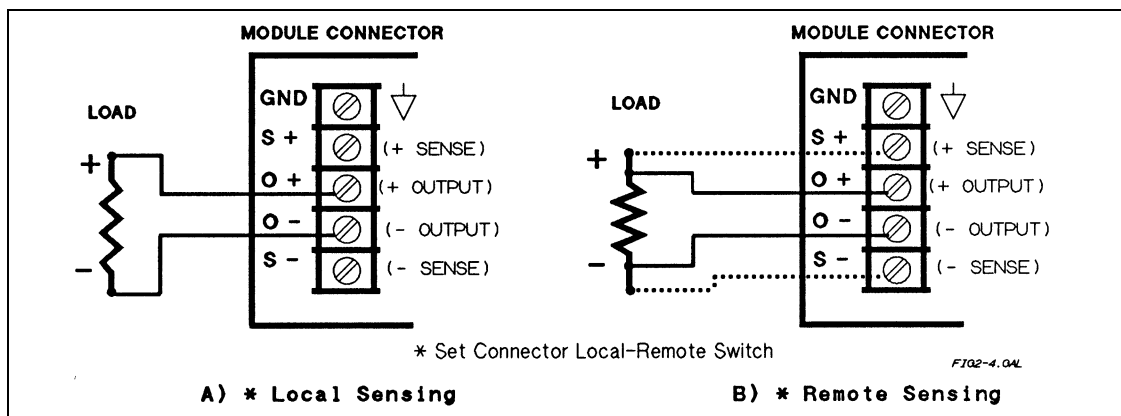 MODULE CONNECTOR
GND
LOAD
S +
(+ SENSE)
+
O +
(+ OUTPUT)
O -
(- OUTPUT)
-
S -
(- SENSE)
MODULE CONNECTOR
GND
LOAD
S +
(+ SENSE)
+
O +
(+ OUTPUT)
O -
(- OUTPUT)
-
S -
(- SENSE)
* Set Connector Local-Remote Switch
FIG2-4.GAL
A) * Local Sensing
B) * Remote Sensing